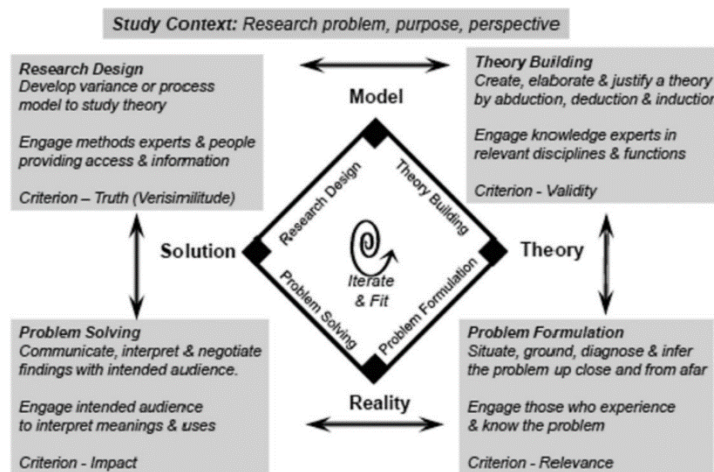 Study Context: Research problem, purpose, perspective
Research Design
Develop variance or process
model to study theory
Engage methods experts & people
providing access & information
Criterion – Truth (Verisimilitude)
Model
Theory Building
Create, elaborate & justify a theory
by abduction, deduction & induction
Engage knowledge experts in
relevant disciplines & functions
Criterion - Validity
Research Design
Theory Building
Solution
Iterate
& Fit
Theory
Problem Solving
Problem Formulation
Problem Solving
Communicate, interpret & negotiate
findings with intended audience.
Engage intended audience
to interpret meanings & uses
Criterion - Impact
Reality
Problem Formulation
Situate, ground, diagnose & infer
the problem up close and from afar
Engage those who experience
& know the problem
Criterion - Relevance